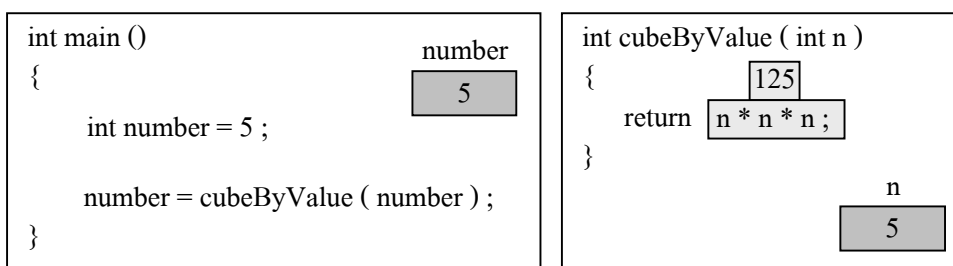 int main ()
number
{
5
int number = 5 ;
number = cubeByValue ( number ) ;
}
int cubeByValue ( int n )
{
125
return n * n * n ;
}
n
5